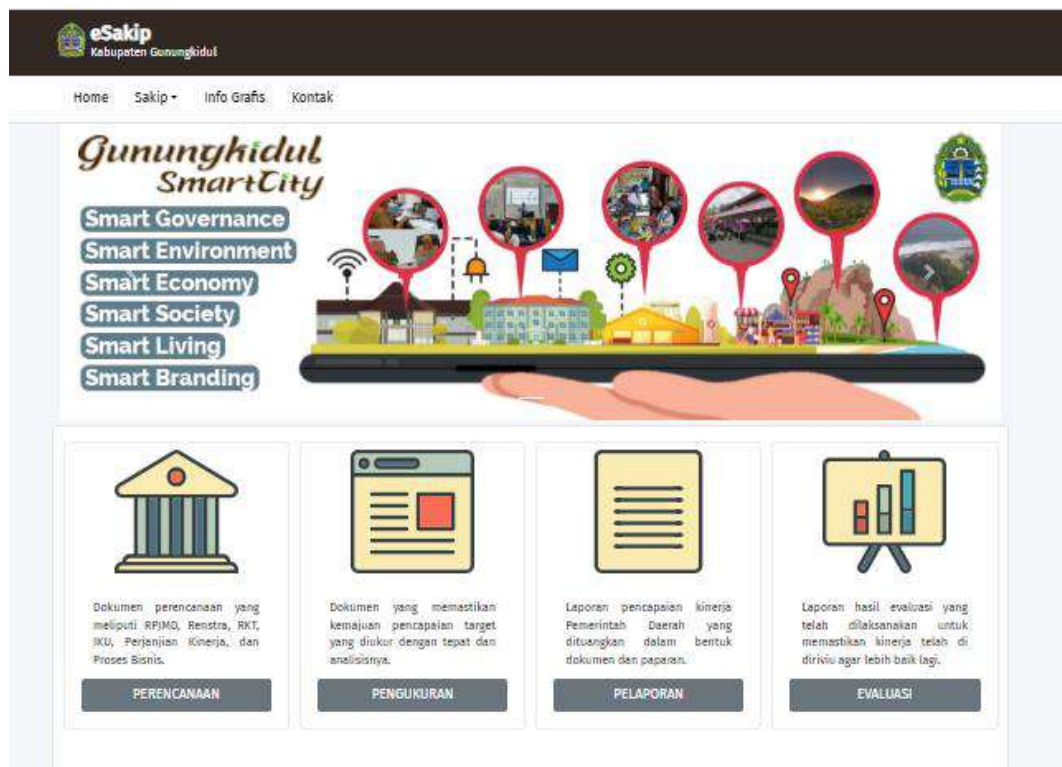 eSakip
Kabupaten Gunungkidul
Home Sakip Info Grafis Kontak
Gunungkidul
SmartCity
Smart Governance
Smart Environment
Smart Economy
Smart Society
Smart Living
Smart Branding
Dokumen perencanaan yang
meliputi RPJMD, Renstra, RKT,
IKU, Perjanjian Kinerja, dan
Proses Bisnis.
PERENCANAAN
Dokumen yang memastikan
kemajuan pencapaian target
yang diukur dengan tepat dan
analisisnya.
PENGUKURAN
Laporan pencapaian kinerja
Pemerintah Daerah yang
dituangkan dalam bentuk
dokumen dan paparan.
PELAPORAN
Laporan hasil evaluasi yang
telah dilaksanakan untuk
memastikan kinerja telah di
diriviu agar lebih baik lagi.
EVALUASI